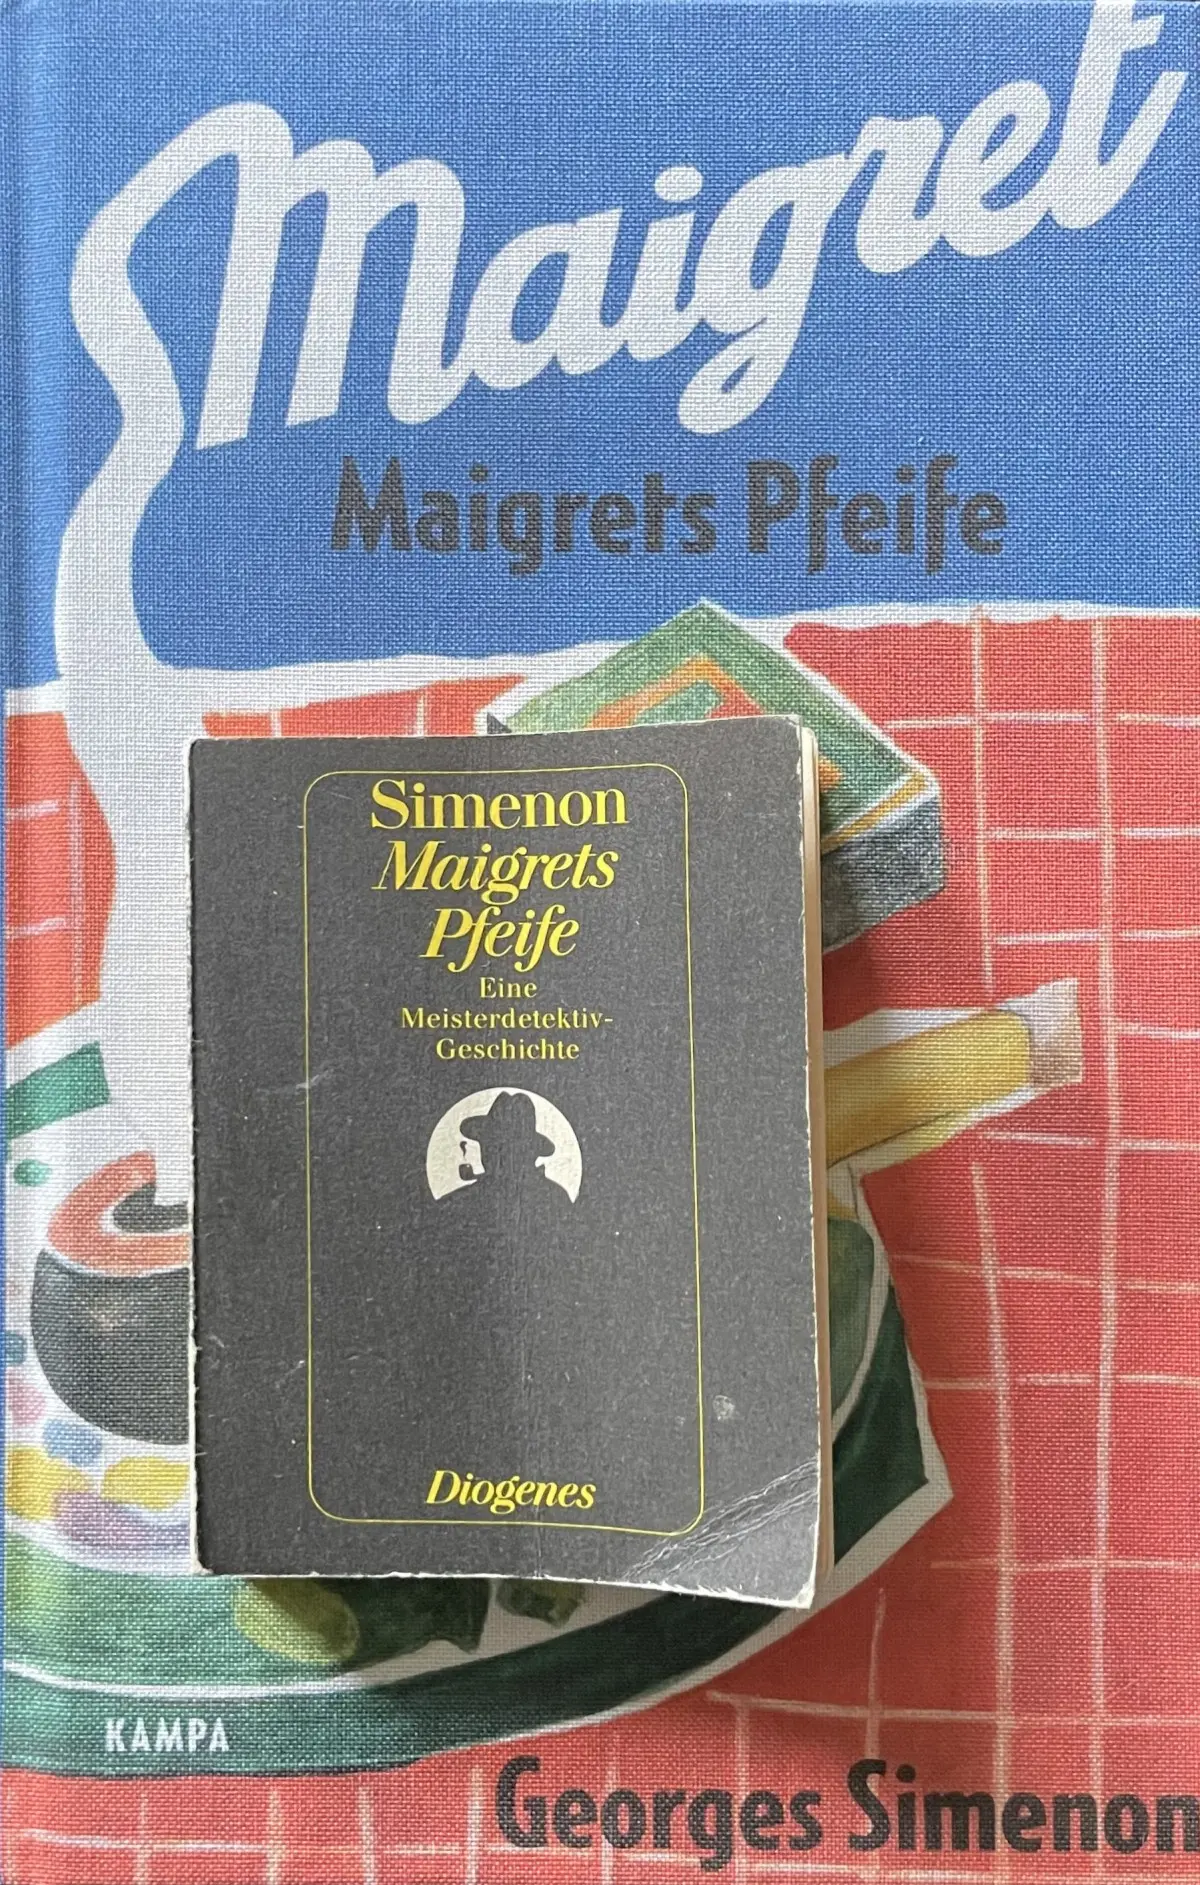 Maigret
Maigrets Pfeife
Simenon
Maigrets
Pfeife
Eine
Meisterdetektiv-
Geschichte
Diogenes
KAMPA
Georges Simenon